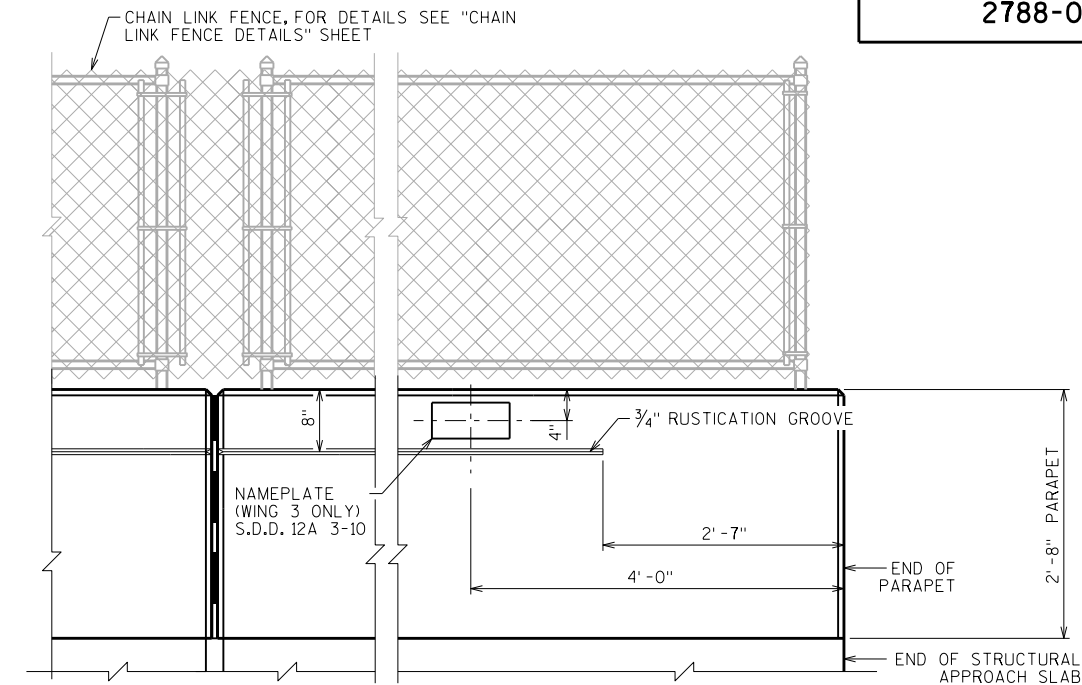 2788-0
CHAIN LINK FENCE, FOR DETAILS SEE "CHAIN
LINK FENCE DETAILS" SHEET
8"
4"
3/4" RUSTICATION GROOVE
NAMEPLATE
(WING 3 ONLY)
S.D.D. 12A 3-10
2'-7"
4'-0"
END OF
PARAPET
2'-8" PARAPET
END OF STRUCTURAL
APPROACH SLAB